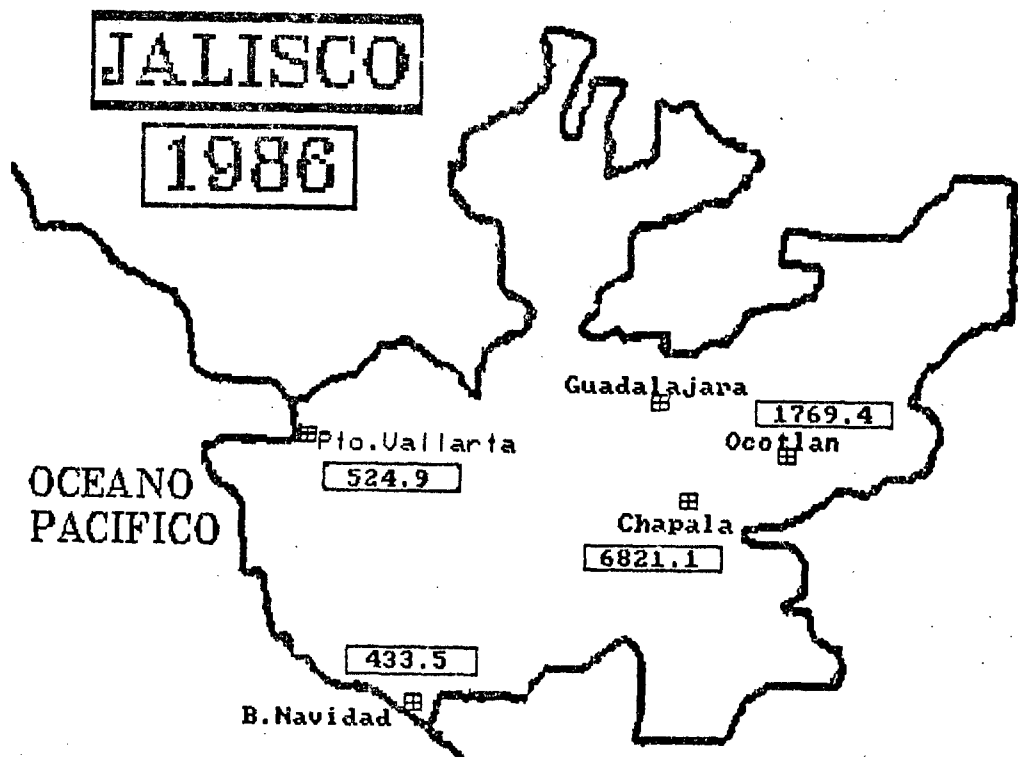 JALISCO
1986
Guadalajara
1769.4
Ocotlan
Pto.Vallarta
524.9
OCEANO
PACIFICO
Chapala
6821.1
433.5
B.Navidad